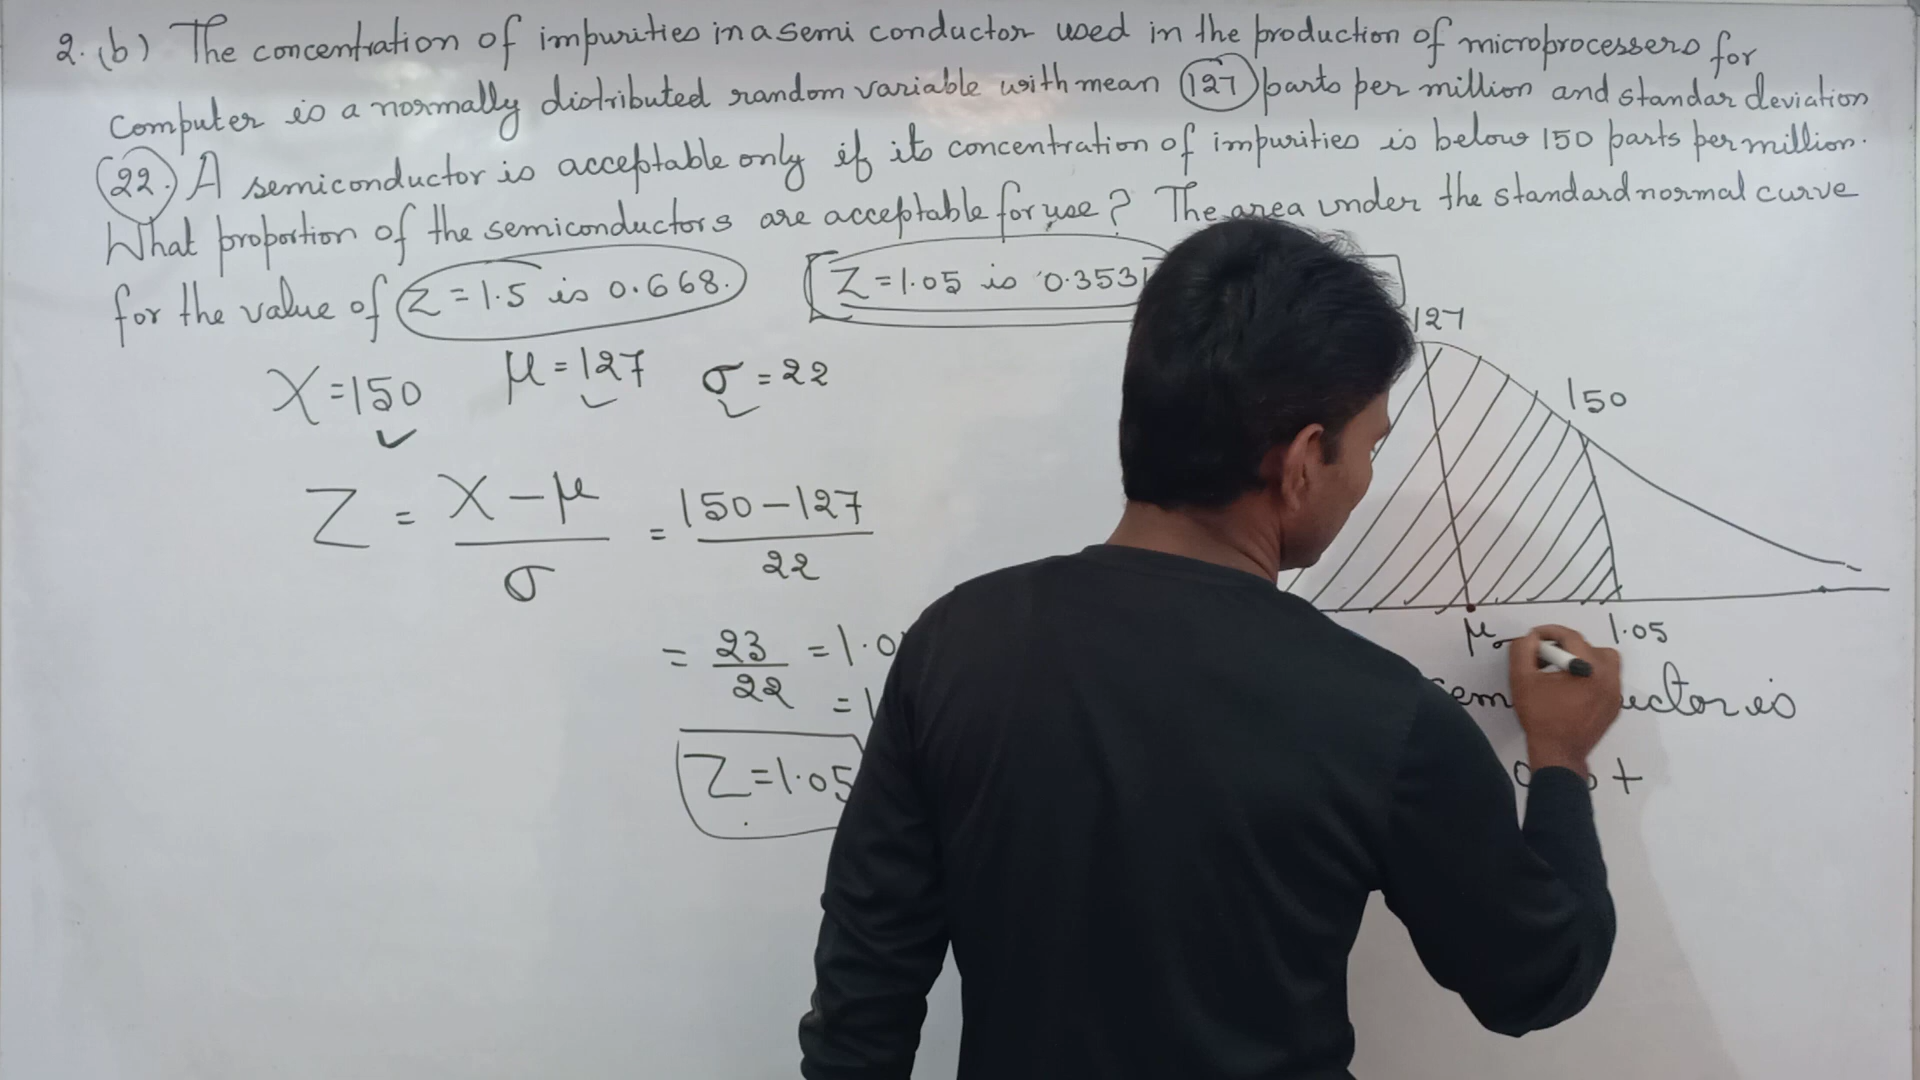 2. (b) The concentration of impurities in a semi conductor used in the production of microprocessers for
Computer is a normally distributed random variable with mean 127 parts per million and standar deviation
22. A semiconductor is acceptable only if its concentration of impurities is below 150 parts per million.
What proportion of the semiconductors are acceptable for use? The area under the standard normal curve
for the value of Z = 1.5 is 0.668. Z = 1.05 is 0.3531
127
150
X = 150 μ = 127 σ = 22
Z = X - μ / σ = 150 - 127 / 22
μ 1.05
= 23 / 22 = 1.0
=
Z = 1.05
is
+